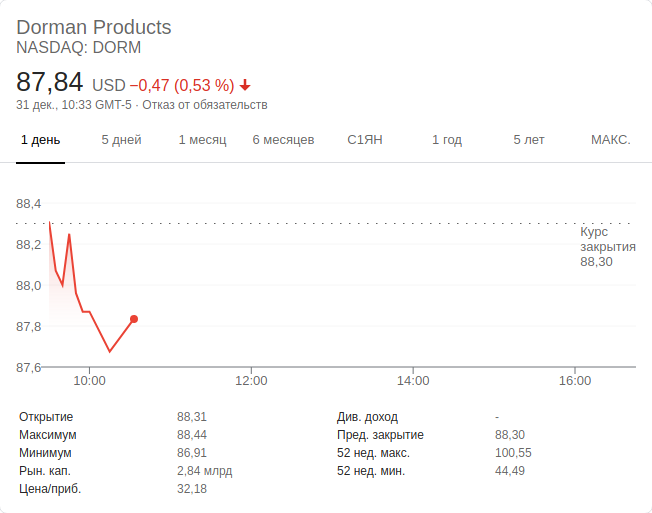 Dorman Products
NASDAQ: DORM
87,84 USD −0,47 (0,53 %)
31 дек., 10:33 GMT-5 · Отказ от обязательств
1 день 5 дней 1 месяц 6 месяцев С1ЯН 1 год 5 лет МАКС.
88,4
Курс
закрытия
88,30
88,2
88,0
87,8
87,6
10:00 12:00 14:00 16:00
Открытие 88,31 Див. доход -
Максимум 88,44 Пред. закрытие 88,30
Минимум 86,91 52 нед. макс. 100,55
Рын. кап. 2,84 млрд 52 нед. мин. 44,49
Цена/приб. 32,18